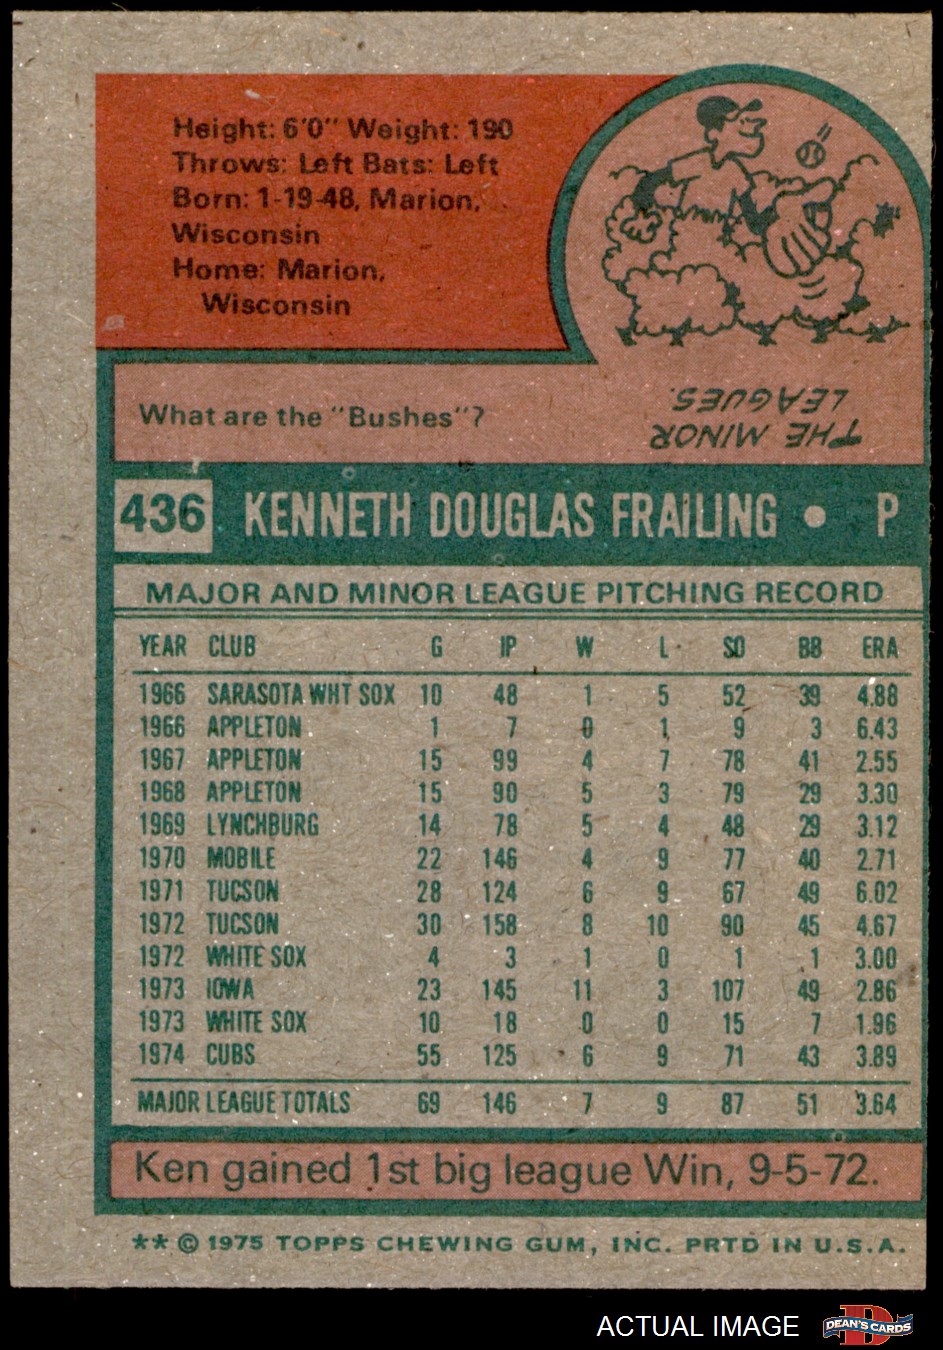 Height: 6'0" Weight: 190
Throws: Left Bats: Left
Born: 1-19-48, Marion,
Wisconsin
Home: Marion,
Wisconsin
What are the "Bushes"?
THE MINOR
LEAGUES.
436 KENNETH DOUGLAS FRAILING • P
MAJOR AND MINOR LEAGUE PITCHING RECORD
YEAR CLUB G IP W L SO BB ERA
1966 SARASOTA WHT SOX 10 48 1 5 52 39 4.88
1966 APPLETON 1 7 0 1 9 3 6.43
1967 APPLETON 15 99 4 7 78 41 2.55
1968 APPLETON 15 90 5 3 79 29 3.30
1969 LYNCHBURG 14 78 5 4 48 29 3.12
1970 MOBILE 22 146 4 9 77 40 2.71
1971 TUCSON 28 124 6 9 67 49 6.02
1972 TUCSON 30 158 8 10 90 45 4.67
1972 WHITE SOX 4 3 1 0 1 1 3.00
1973 IOWA 23 145 11 3 107 49 2.86
1973 WHITE SOX 10 18 0 0 15 7 1.96
1974 CUBS 55 125 6 9 71 43 3.89
MAJOR LEAGUE TOTALS 69 146 7 9 87 51 3.64
Ken gained 1st big league Win, 9-5-72.
** © 1975 TOPPS CHEWING GUM, INC. PRTD IN U.S.A.
ACTUAL IMAGE
DEAN'S CARDS